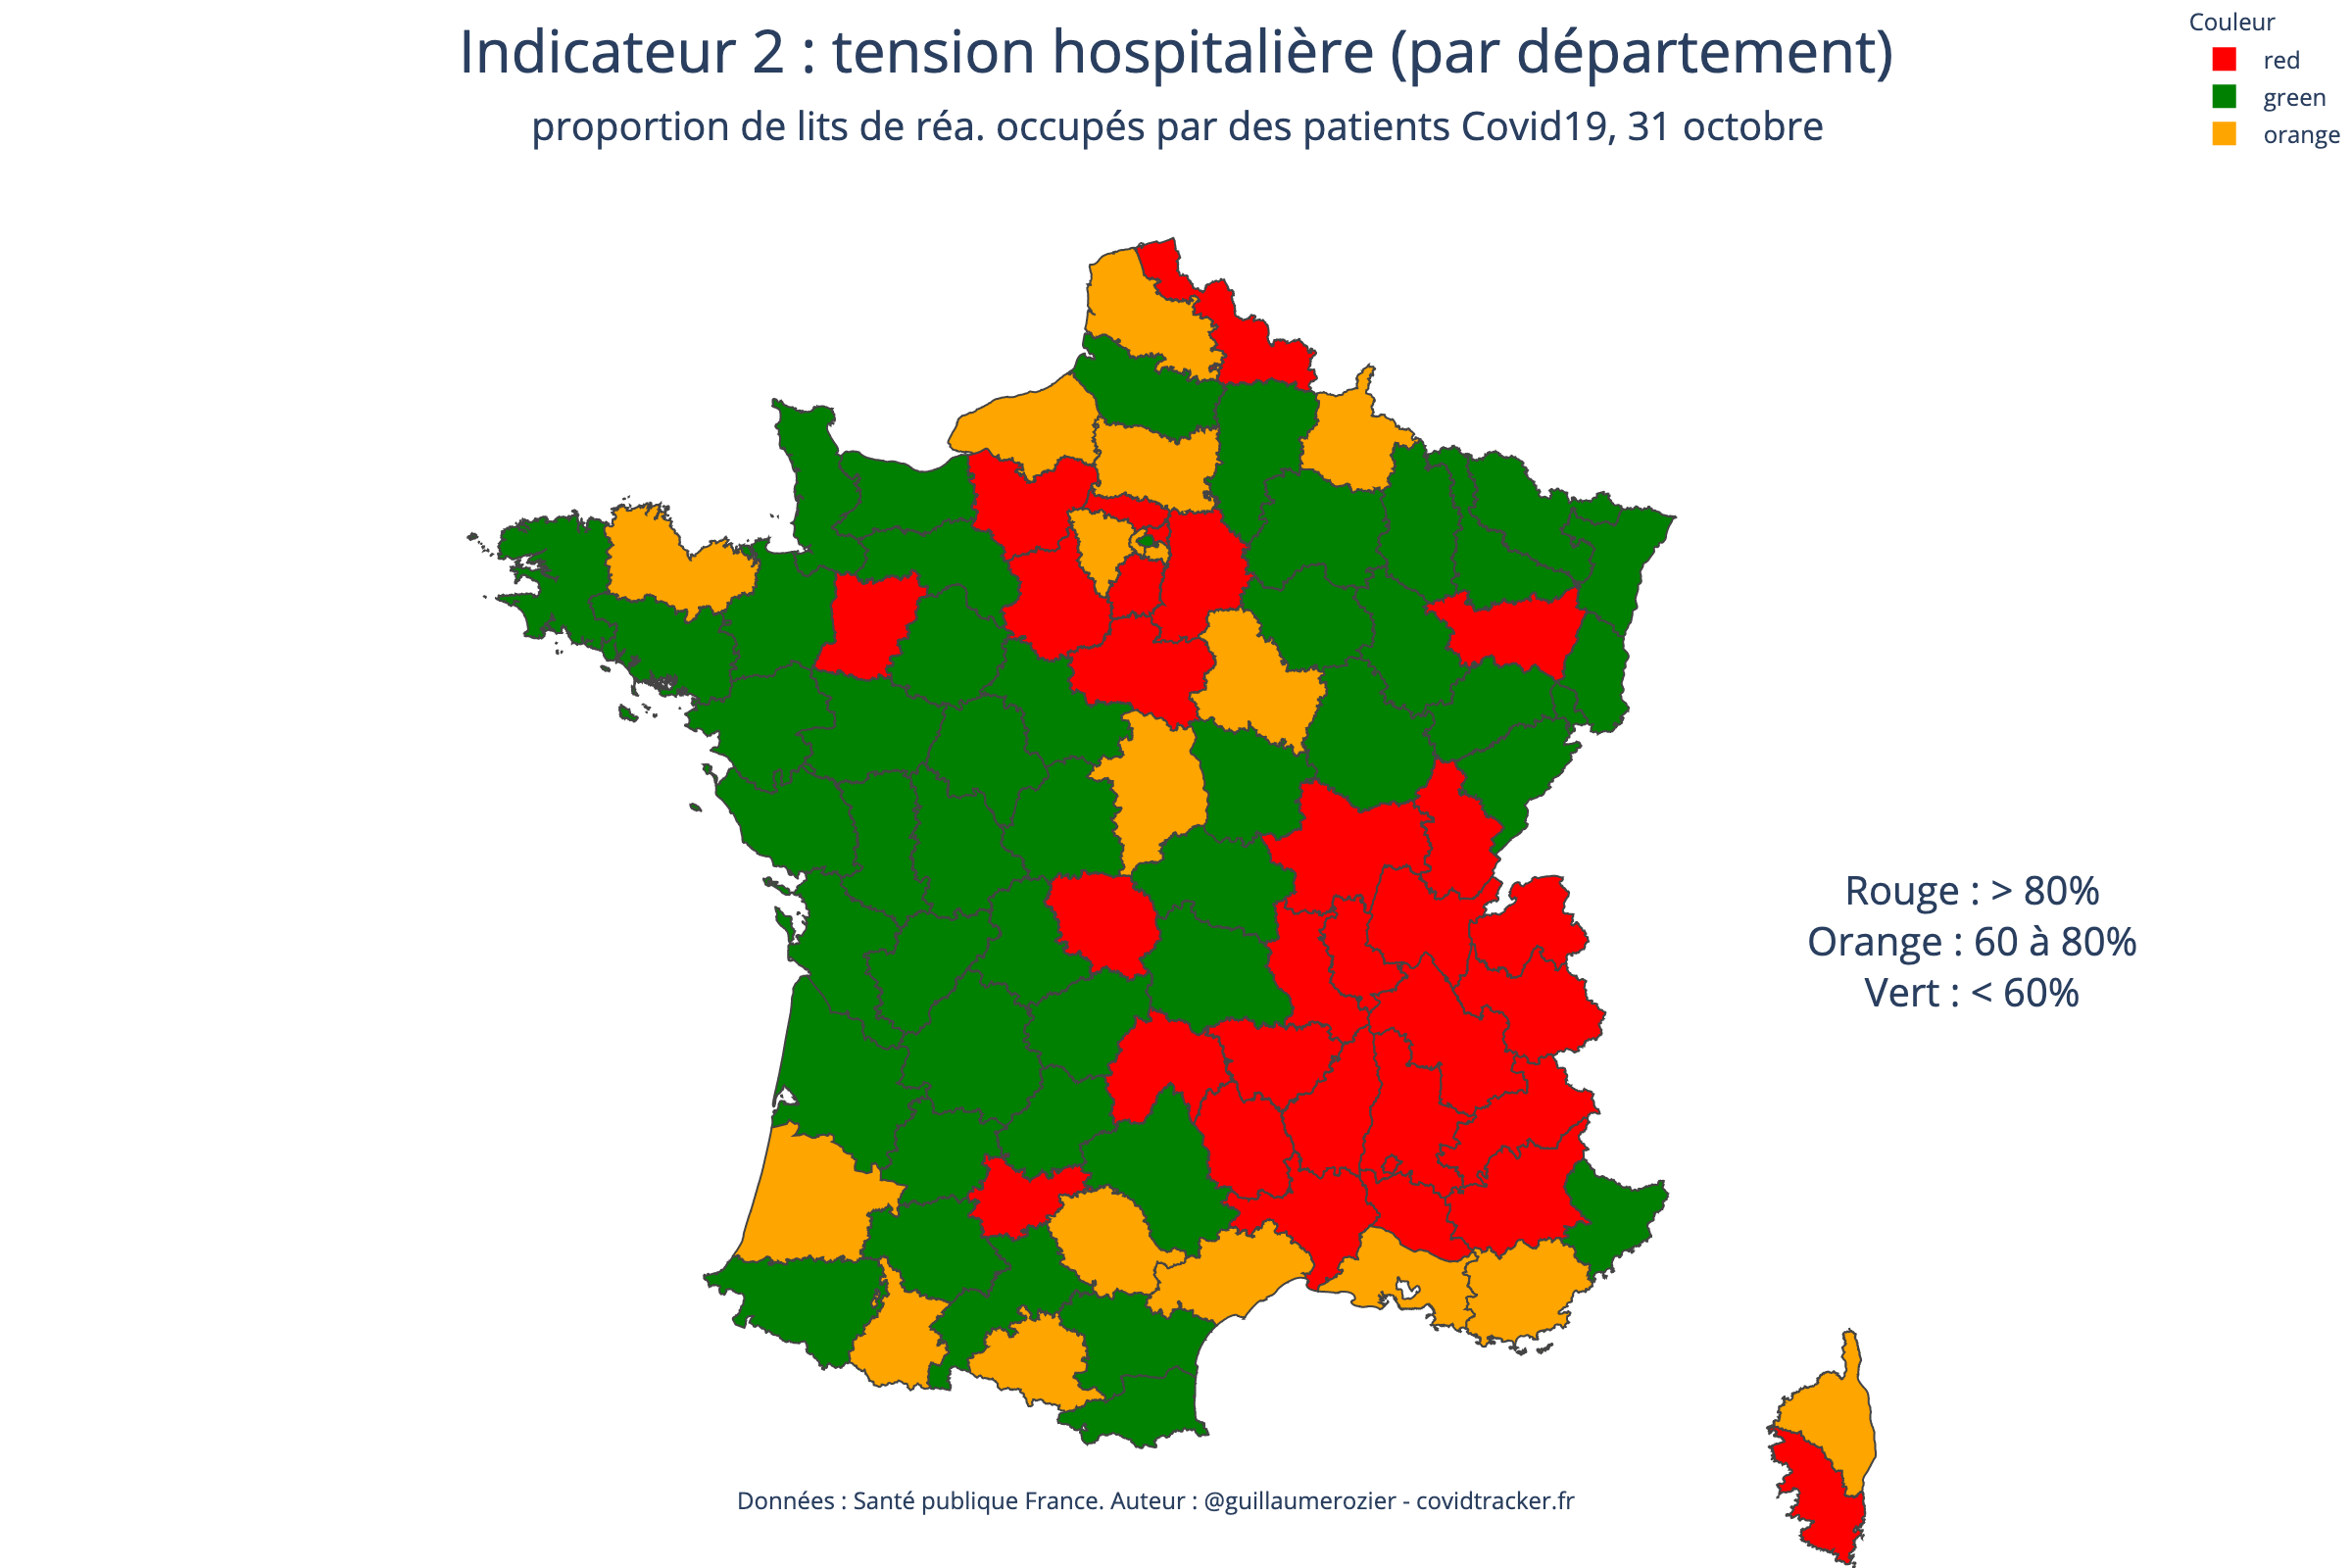 Indicateur 2 : tension hospitalière (par département)
proportion de lits de réa. occupés par des patients Covid19, 31 octobre
Couleur
red
green
orange
Rouge : > 80%
Orange : 60 à 80%
Vert : < 60%
Données : Santé publique France. Auteur : @guillaumerozier - covidtracker.fr